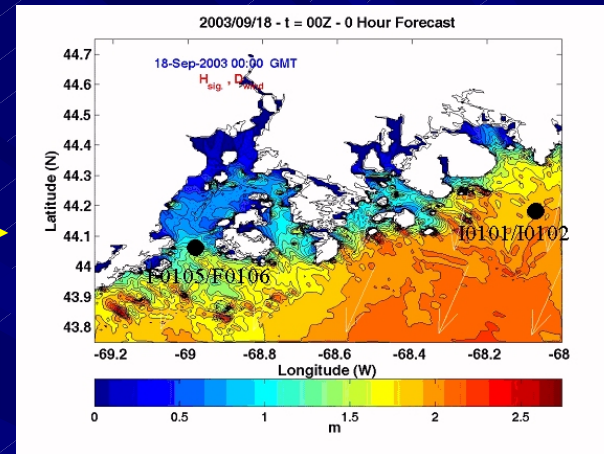 2003/09/18 - t = 00Z - 0 Hour Forecast
18-Sep-2003 00:00 GMT
Hsig. , Dwind
Latitude (N)
44.7
44.6
44.5
44.4
44.3
44.2
44.1
44
43.9
43.8
I0101/I0102
F0105/F0106
-69.2 -69 -68.8 -68.6 -68.4 -68.2 -68
Longitude (W)
0 0.5 1 1.5 2 2.5
m